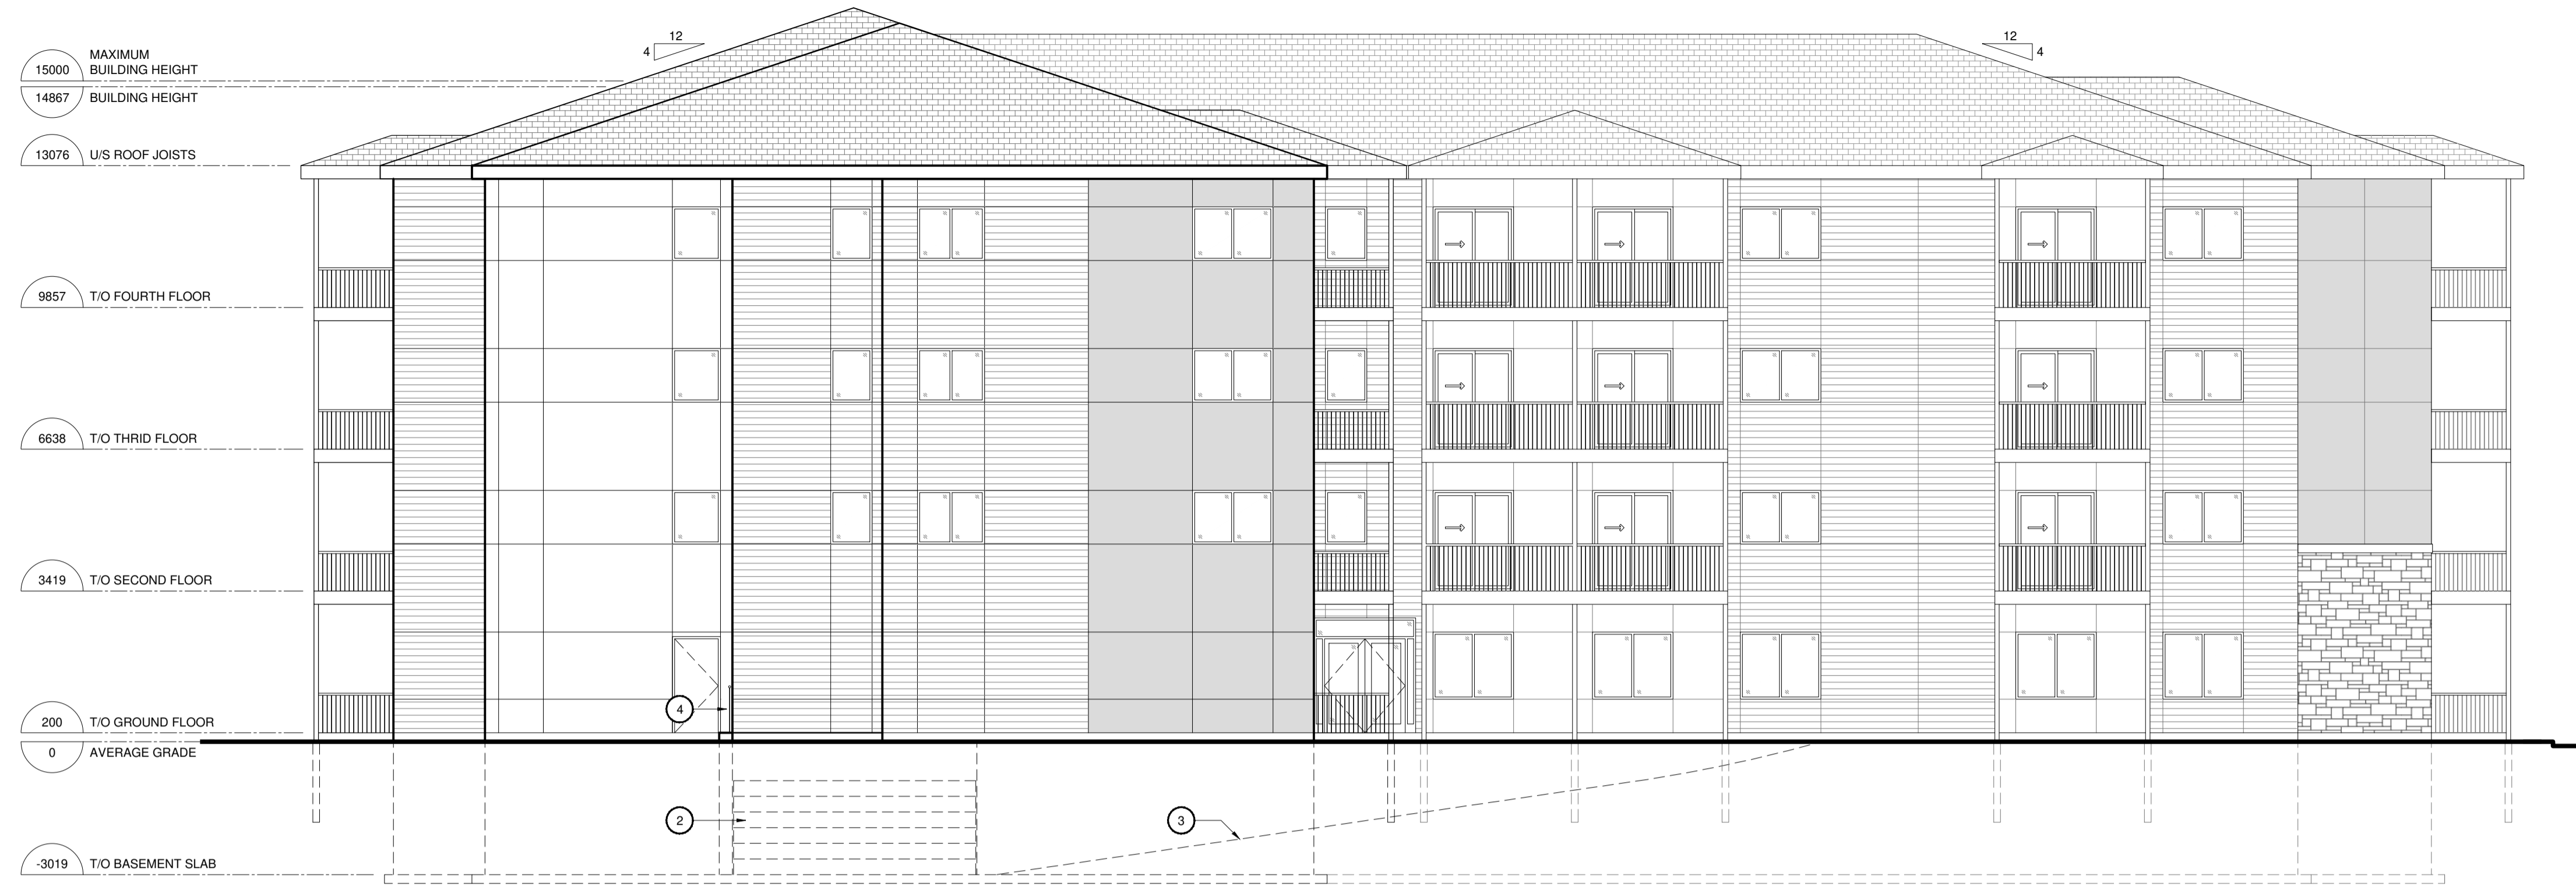 12
4
12
4
MAXIMUM
15000 BUILDING HEIGHT
14867 BUILDING HEIGHT
13076 U/S ROOF JOISTS
9857 T/O FOURTH FLOOR
6638 T/O THRID FLOOR
3419 T/O SECOND FLOOR
4
200 T/O GROUND FLOOR
0 AVERAGE GRADE
2
3
-3019 T/O BASEMENT SLAB